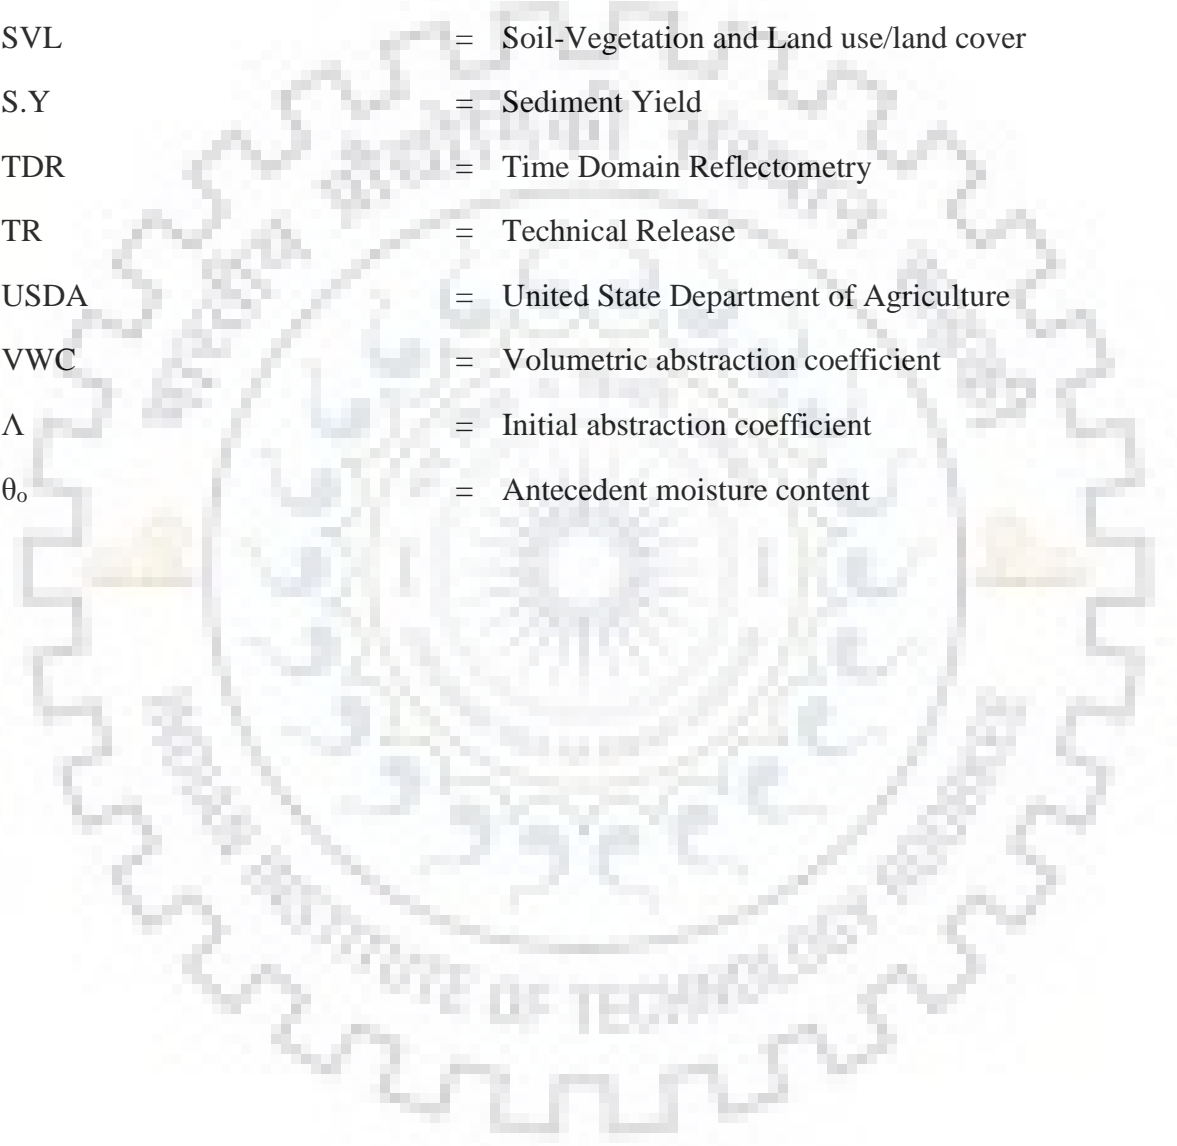 SVL = Soil-Vegetation and Land use/land cover
S.Y = Sediment Yield
TDR = Time Domain Reflectometry
TR = Technical Release
USDA = United State Department of Agriculture
VWC = Volumetric abstraction coefficient
Λ = Initial abstraction coefficient
θₒ = Antecedent moisture content
OF TECHNOLOGY